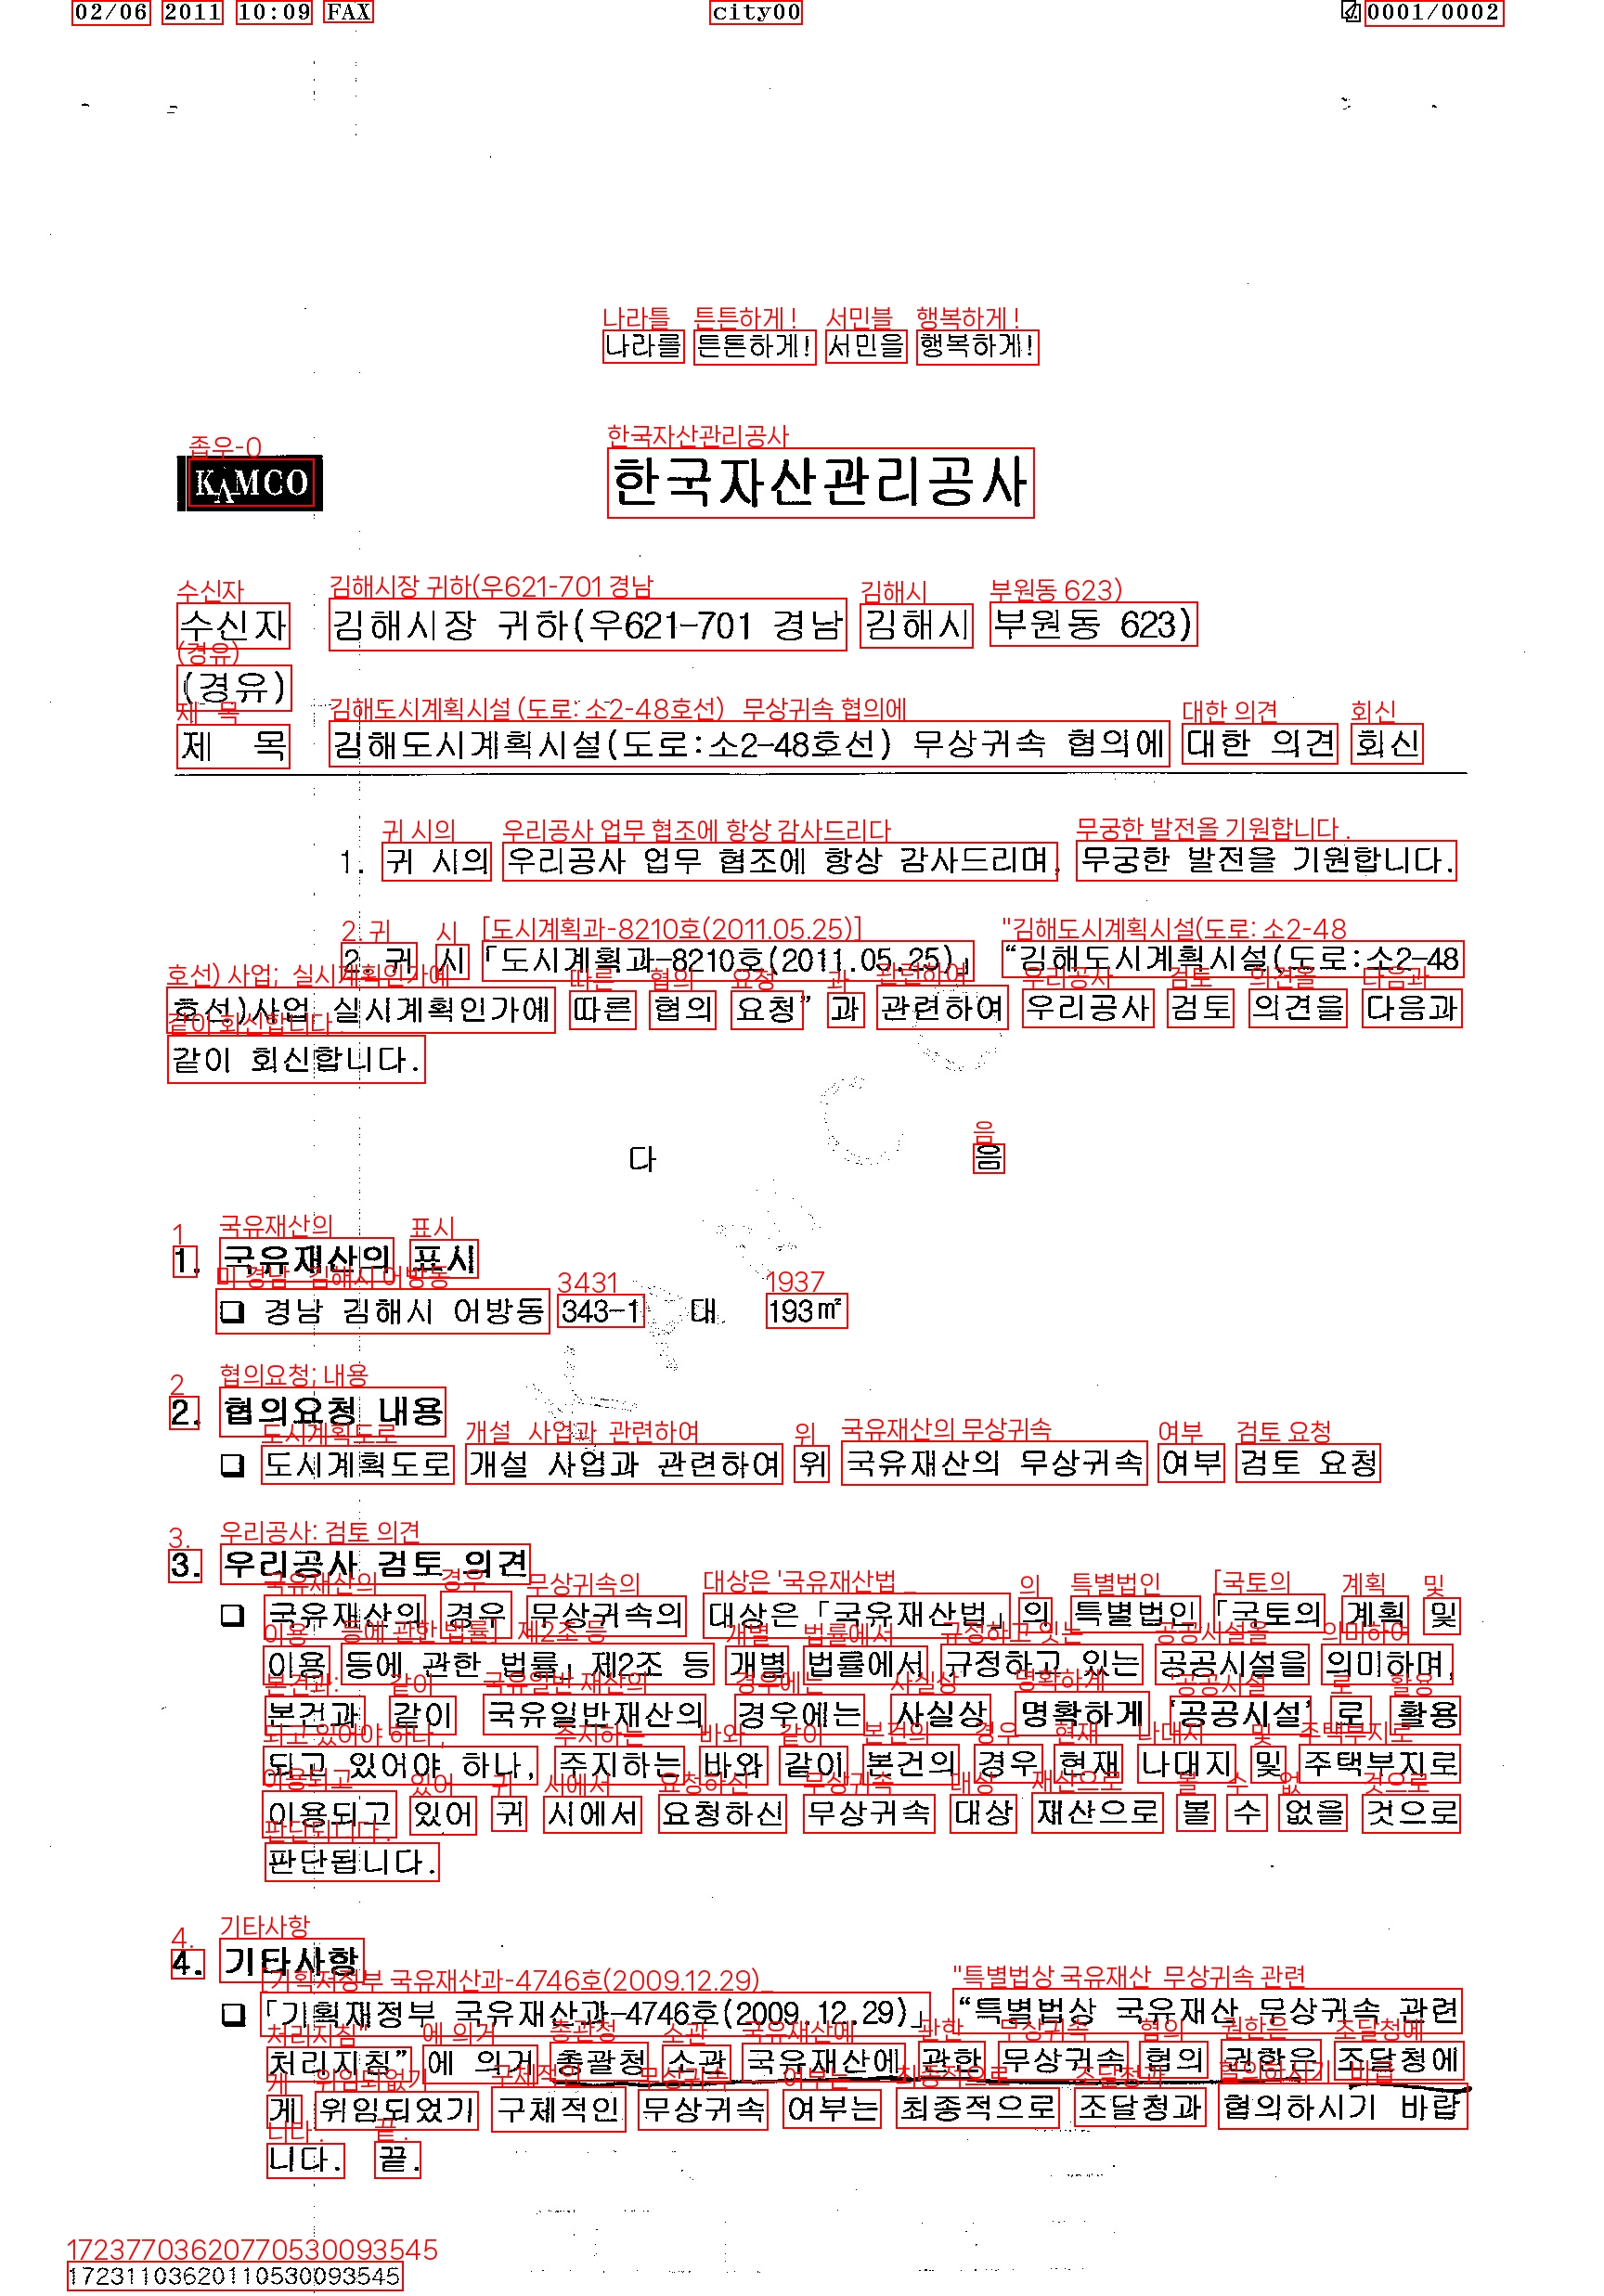 02/06 2011 10:09 FAX city00 0001/0002
나라를 튼튼하게! 서민을 행복하게!
KAMCO 한국자산관리공사
수신자 김해시장 귀하(우621-701 경남 김해시 부원동 623)
(경유)
제 목 김해도시계획시설(도로:소2-48호선) 무상귀속 협의에 대한 의견 회신
1. 귀 시의 우리공사 업무 협조에 항상 감사드리며, 무궁한 발전을 기원합니다.
2. 귀 시 「도시계획과-8210호(2011.05.25)」 “김해도시계획시설(도로:소2-48
호선)사업 실시계획인가에 따른 협의 요청” 과 관련하여 우리공사 검토 의견을 다음과
같이 회신합니다.
다 음
1. 국유재산의 표시
❑ 경남 김해시 어방동 343-1 대 193㎡
2. 협의요청 내용
❑ 도시계획도로 개설 사업과 관련하여 위 국유재산의 무상귀속 여부 검토 요청
3. 우리공사 검토 의견
❑ 국유재산의 경우 무상귀속의 대상은 「국유재산법」 의 특별법인 「국토의 계획 및
이용 등에 관한 법률」 제2조 등 개별 법률에서 규정하고 있는 공공시설을 의미하며,
본건과 같이 국유일반재산의 경우에는 사실상 명확하게 ‘공공시설’ 로 활용
되고 있어야 하나, 주지하는 바와 같이 본건의 경우 현재 나대지 및 주택부지로
이용되고 있어 귀 시에서 요청하신 무상귀속 대상 재산으로 볼 수 없을 것으로
판단됩니다.
4. 기타사항
❑ 「기획재정부 국유재산과-4746호(2009.12.29)」 “특별법상 국유재산 무상귀속 관련
처리지침” 에 의거 총괄청 소관 국유재산에 관한 무상귀속 협의 권한은 조달청에
게 위임되었기 구체적인 무상귀속 여부는 최종적으로 조달청과 협의하시기 바랍
니다. 끝.
17231103620110530093545